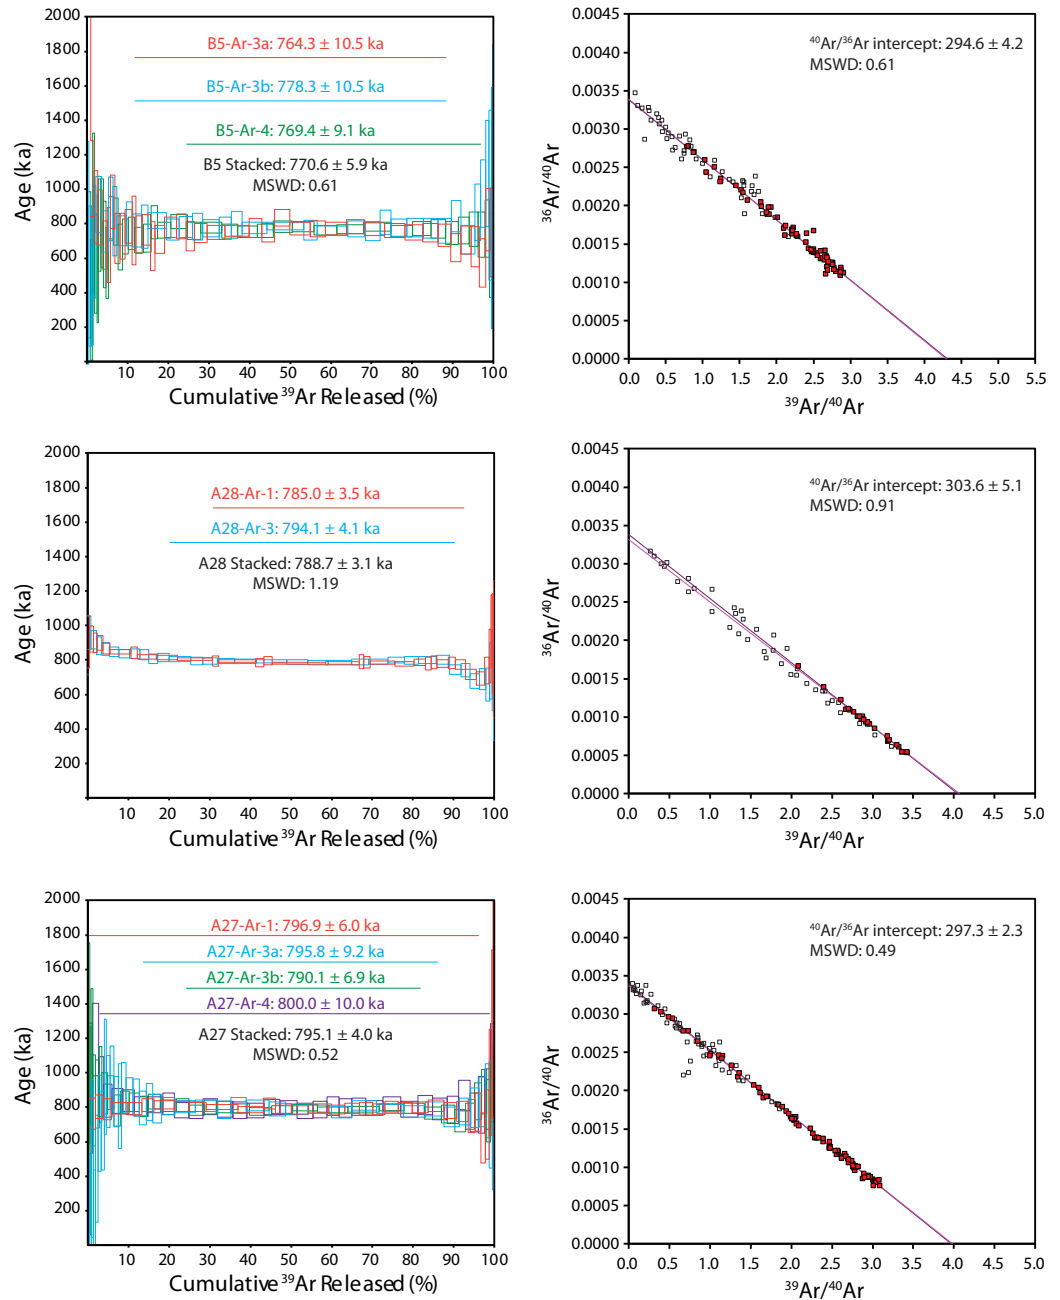 2000
1800
1600
1400
1200
1000
800
600
400
200
Age (ka)
B5-Ar-3a: 764.3 ± 10.5 ka
B5-Ar-3b: 778.3 ± 10.5 ka
B5-Ar-4: 769.4 ± 9.1 ka
B5 Stacked: 770.6 ± 5.9 ka
MSWD: 0.61
10 20 30 40 50 60 70 80 90 100
Cumulative ³⁹Ar Released (%)
0.0045
0.0040
0.0035
0.0030
0.0025
0.0020
0.0015
0.0010
0.0005
0.0000
³⁶Ar/⁴⁰Ar
⁴⁰Ar/³⁶Ar intercept: 294.6 ± 4.2
MSWD: 0.61
0.0 0.5 1.0 1.5 2.0 2.5 3.0 3.5 4.0 4.5 5.0 5.5
³⁹Ar/⁴⁰Ar
2000
1800
1600
1400
1200
1000
800
600
400
200
Age (ka)
A28-Ar-1: 785.0 ± 3.5 ka
A28-Ar-3: 794.1 ± 4.1 ka
A28 Stacked: 788.7 ± 3.1 ka
MSWD: 1.19
10 20 30 40 50 60 70 80 90 100
Cumulative ³⁹Ar Released (%)
0.0045
0.0040
0.0035
0.0030
0.0025
0.0020
0.0015
0.0010
0.0005
0.0000
³⁶Ar/⁴⁰Ar
⁴⁰Ar/³⁶Ar intercept: 303.6 ± 5.1
MSWD: 0.91
0.0 0.5 1.0 1.5 2.0 2.5 3.0 3.5 4.0 4.5 5.0
³⁹Ar/⁴⁰Ar
2000
1800
1600
1400
1200
1000
800
600
400
200
Age (ka)
A27-Ar-1: 796.9 ± 6.0 ka
A27-Ar-3a: 795.8 ± 9.2 ka
A27-Ar-3b: 790.1 ± 6.9 ka
A27-Ar-4: 800.0 ± 10.0 ka
A27 Stacked: 795.1 ± 4.0 ka
MSWD: 0.52
10 20 30 40 50 60 70 80 90 100
Cumulative ³⁹Ar Released (%)
0.0045
0.0040
0.0035
0.0030
0.0025
0.0020
0.0015
0.0010
0.0005
0.0000
³⁶Ar/⁴⁰Ar
⁴⁰Ar/³⁶Ar intercept: 297.3 ± 2.3
MSWD: 0.49
0.0 0.5 1.0 1.5 2.0 2.5 3.0 3.5 4.0 4.5 5.0
³⁹Ar/⁴⁰Ar